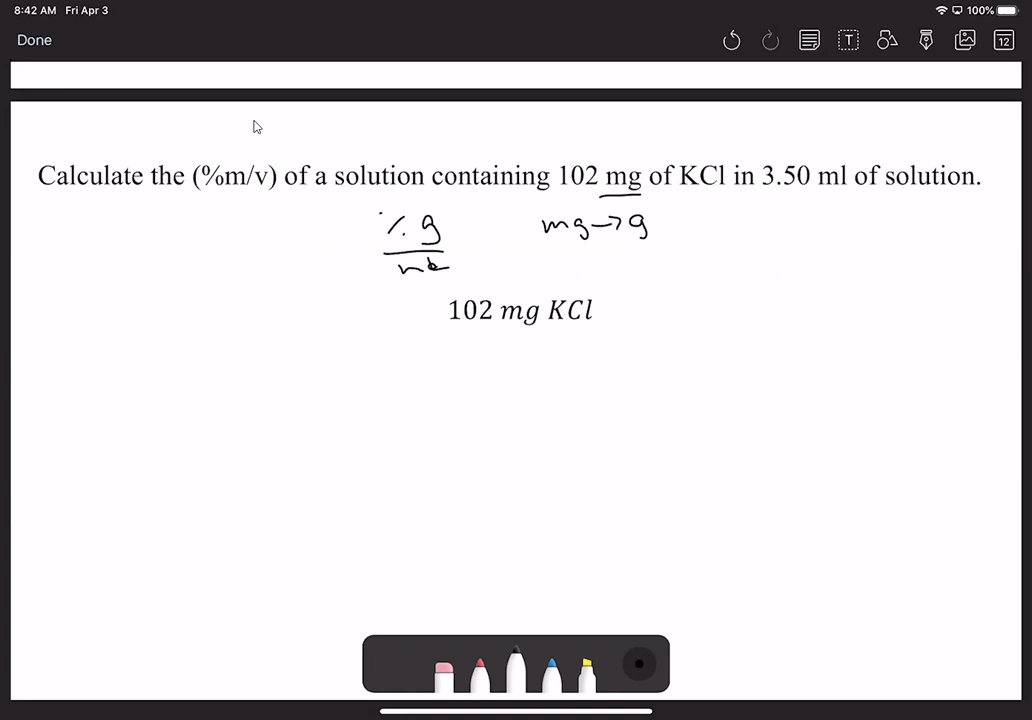 8:42 AM Fri Apr 3 100%
Done
T
12
Calculate the (%m/v) of a solution containing 102 mg of KCl in 3.50 ml of solution.
% g mg → g
102 mg KCl